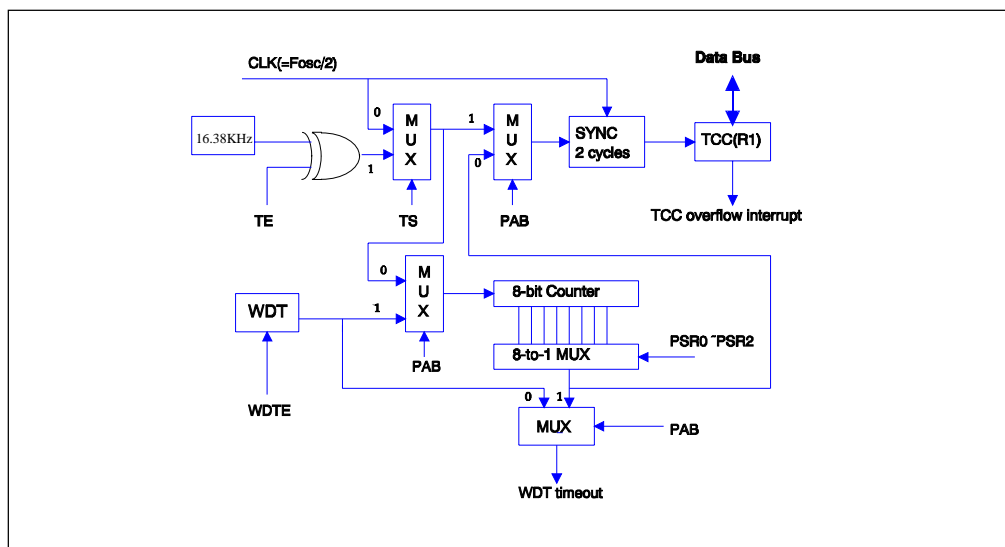 CLK(=Fosc/2)
Data Bus
0
16.38KHz
1
M
U
X
1
0
M
U
X
SYNC
2 cycles
TCC(R1)
TE
TS
PAB
TCC overflow interrupt
0
1
M
U
X
8-bit Counter
WDT
8-to-1 MUX
PSR0 ~PSR2
PAB
WDTE
0
1
MUX
PAB
WDT timeout